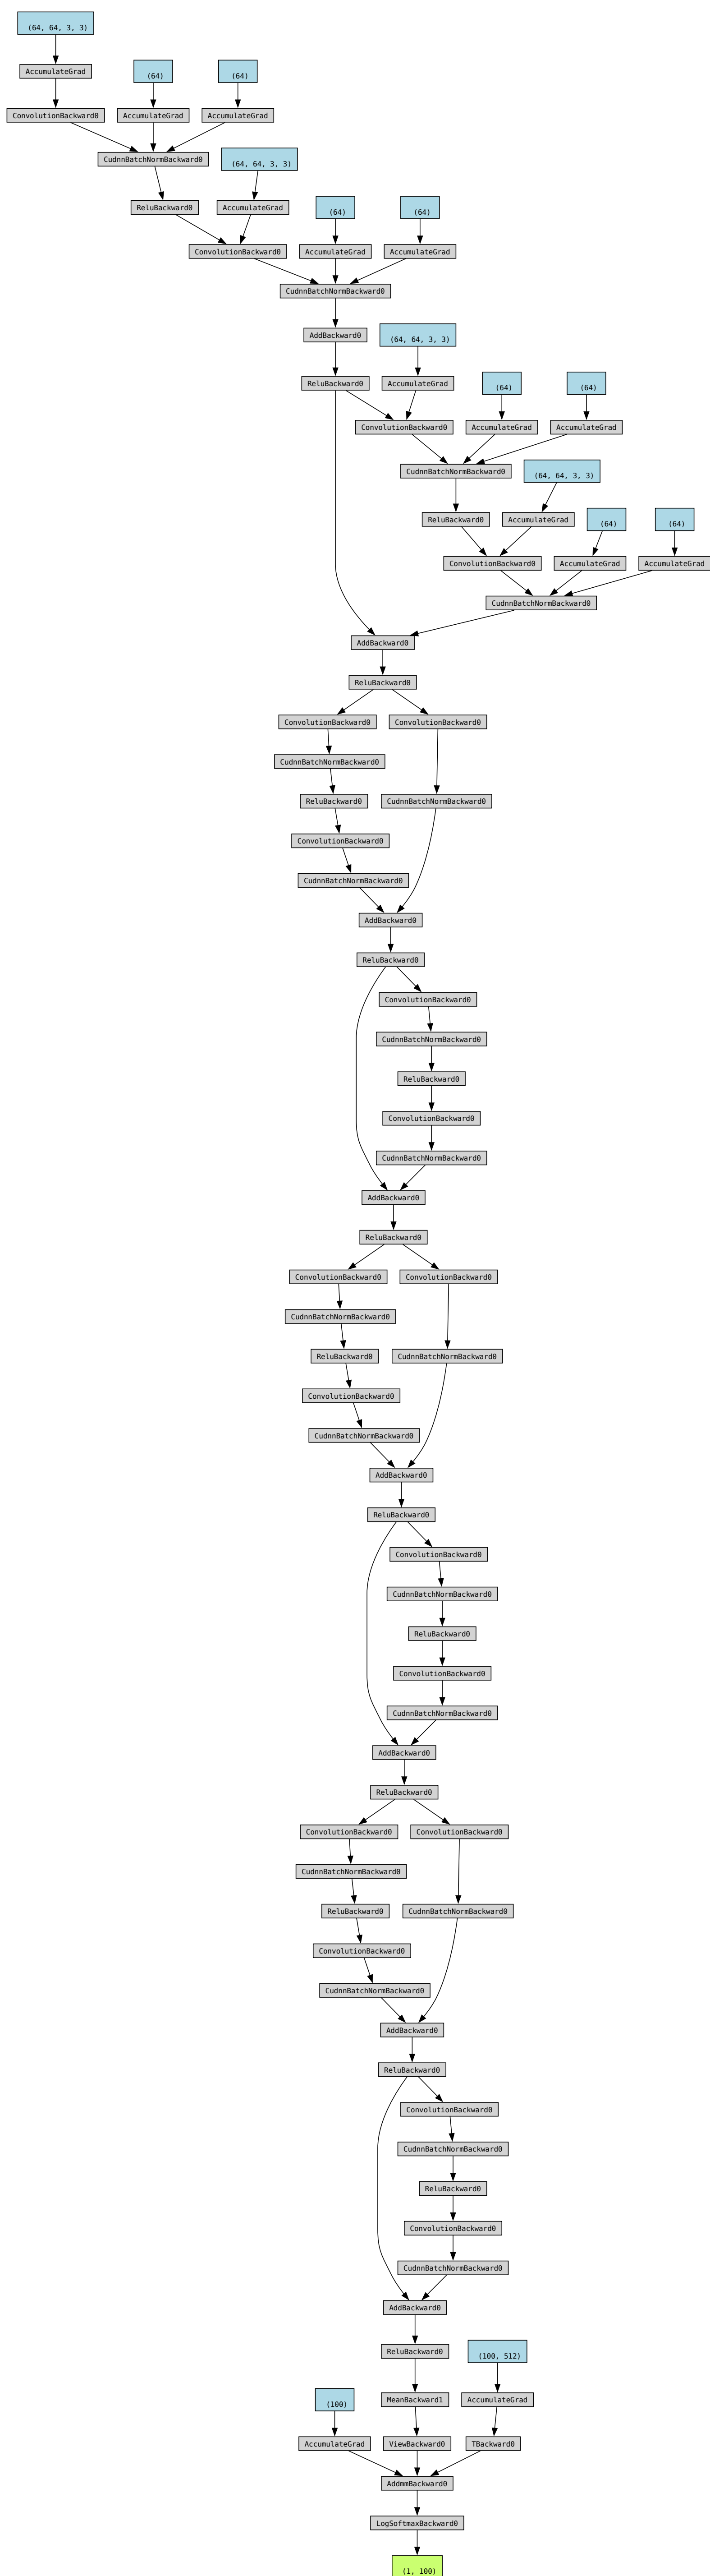 (64, 64, 3, 3)
AccumulateGrad
(64)
(64)
ConvolutionBackward0
AccumulateGrad
AccumulateGrad
CudnnBatchNormBackward0
(64, 64, 3, 3)
ReluBackward0
AccumulateGrad
(64)
(64)
ConvolutionBackward0
AccumulateGrad
AccumulateGrad
CudnnBatchNormBackward0
AddBackward0
(64, 64, 3, 3)
ReluBackward0
AccumulateGrad
(64)
(64)
ConvolutionBackward0
AccumulateGrad
AccumulateGrad
CudnnBatchNormBackward0
(64, 64, 3, 3)
ReluBackward0
AccumulateGrad
(64)
(64)
ConvolutionBackward0
AccumulateGrad
AccumulateGrad
CudnnBatchNormBackward0
AddBackward0
ReluBackward0
ConvolutionBackward0
ConvolutionBackward0
CudnnBatchNormBackward0
ReluBackward0
CudnnBatchNormBackward0
ConvolutionBackward0
CudnnBatchNormBackward0
AddBackward0
ReluBackward0
ConvolutionBackward0
CudnnBatchNormBackward0
ReluBackward0
ConvolutionBackward0
CudnnBatchNormBackward0
AddBackward0
ReluBackward0
ConvolutionBackward0
ConvolutionBackward0
CudnnBatchNormBackward0
ReluBackward0
CudnnBatchNormBackward0
ConvolutionBackward0
CudnnBatchNormBackward0
AddBackward0
ReluBackward0
ConvolutionBackward0
CudnnBatchNormBackward0
ReluBackward0
ConvolutionBackward0
CudnnBatchNormBackward0
AddBackward0
ReluBackward0
ConvolutionBackward0
ConvolutionBackward0
CudnnBatchNormBackward0
ReluBackward0
CudnnBatchNormBackward0
ConvolutionBackward0
CudnnBatchNormBackward0
AddBackward0
ReluBackward0
ConvolutionBackward0
CudnnBatchNormBackward0
ReluBackward0
ConvolutionBackward0
CudnnBatchNormBackward0
AddBackward0
ReluBackward0
(100, 512)
(100)
MeanBackward1
AccumulateGrad
AccumulateGrad
ViewBackward0
TBackward0
AddmmBackward0
LogSoftmaxBackward0
(1, 100)